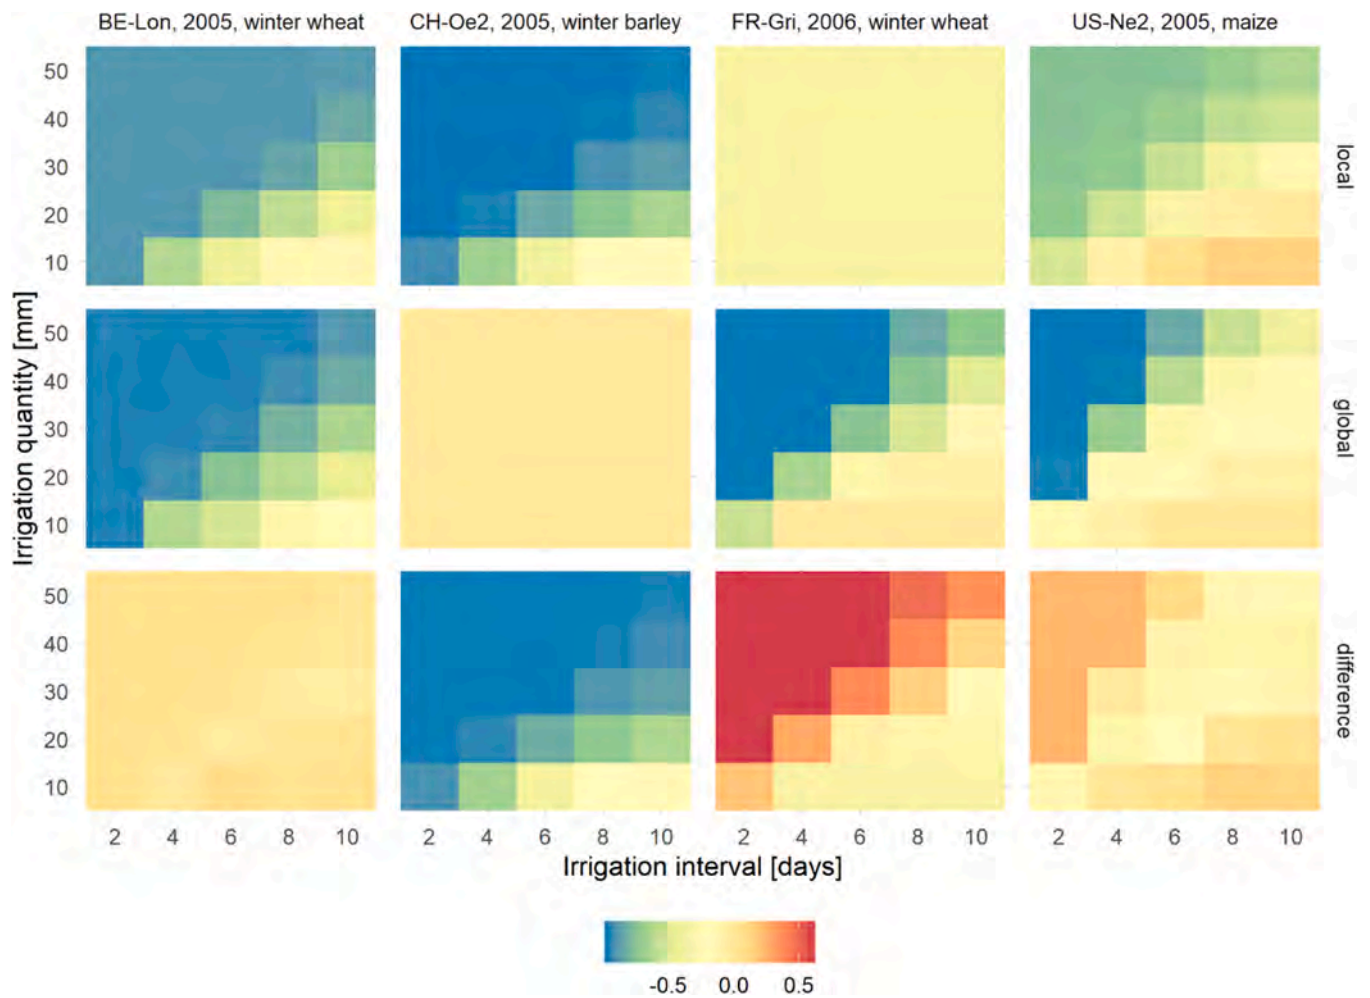 BE-Lon, 2005, winter wheat CH-Oe2, 2005, winter barley FR-Gri, 2006, winter wheat US-Ne2, 2005, maize
50
40
30
20
10
local
50
40
30
20
10
global
50
40
30
20
10
difference
Irrigation quantity [mm]
2 4 6 8 10 2 4 6 8 10 2 4 6 8 10 2 4 6 8 10
Irrigation interval [days]
-0.5 0.0 0.5